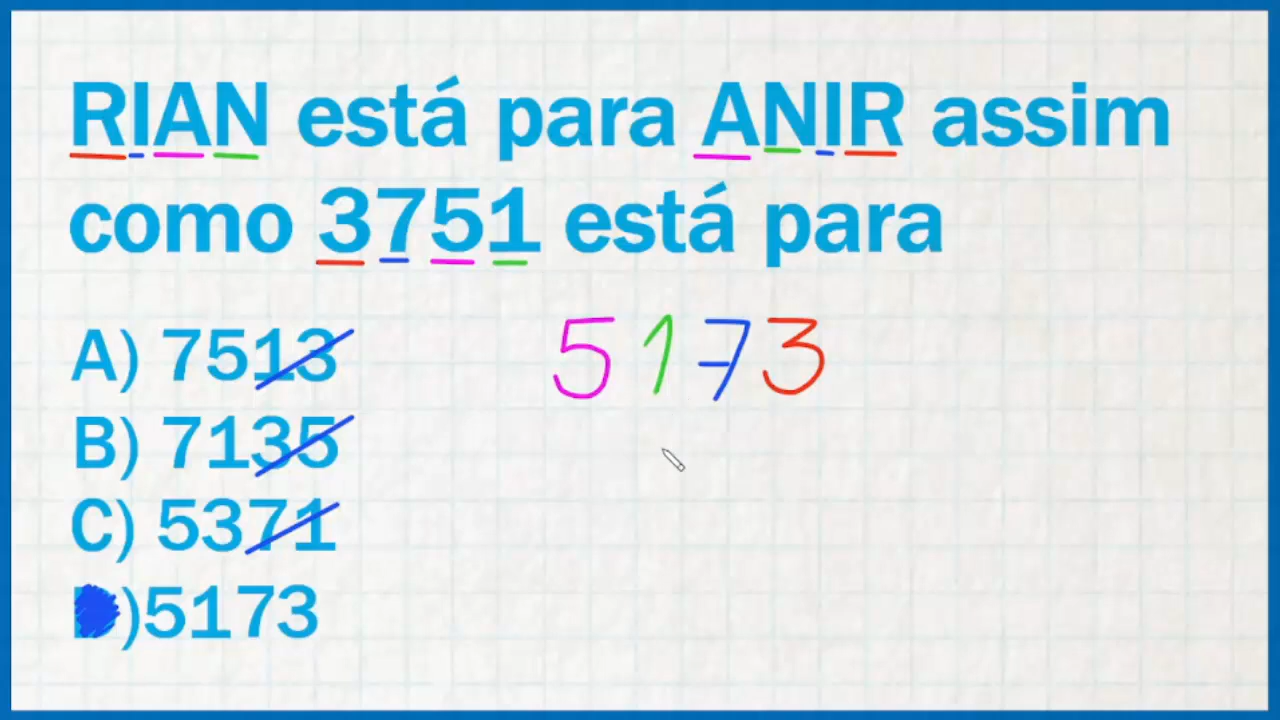 RIAN está para ANIR assim
como 3751 está para
A) 7513
5173
B) 7135
C) 5371
D)5173